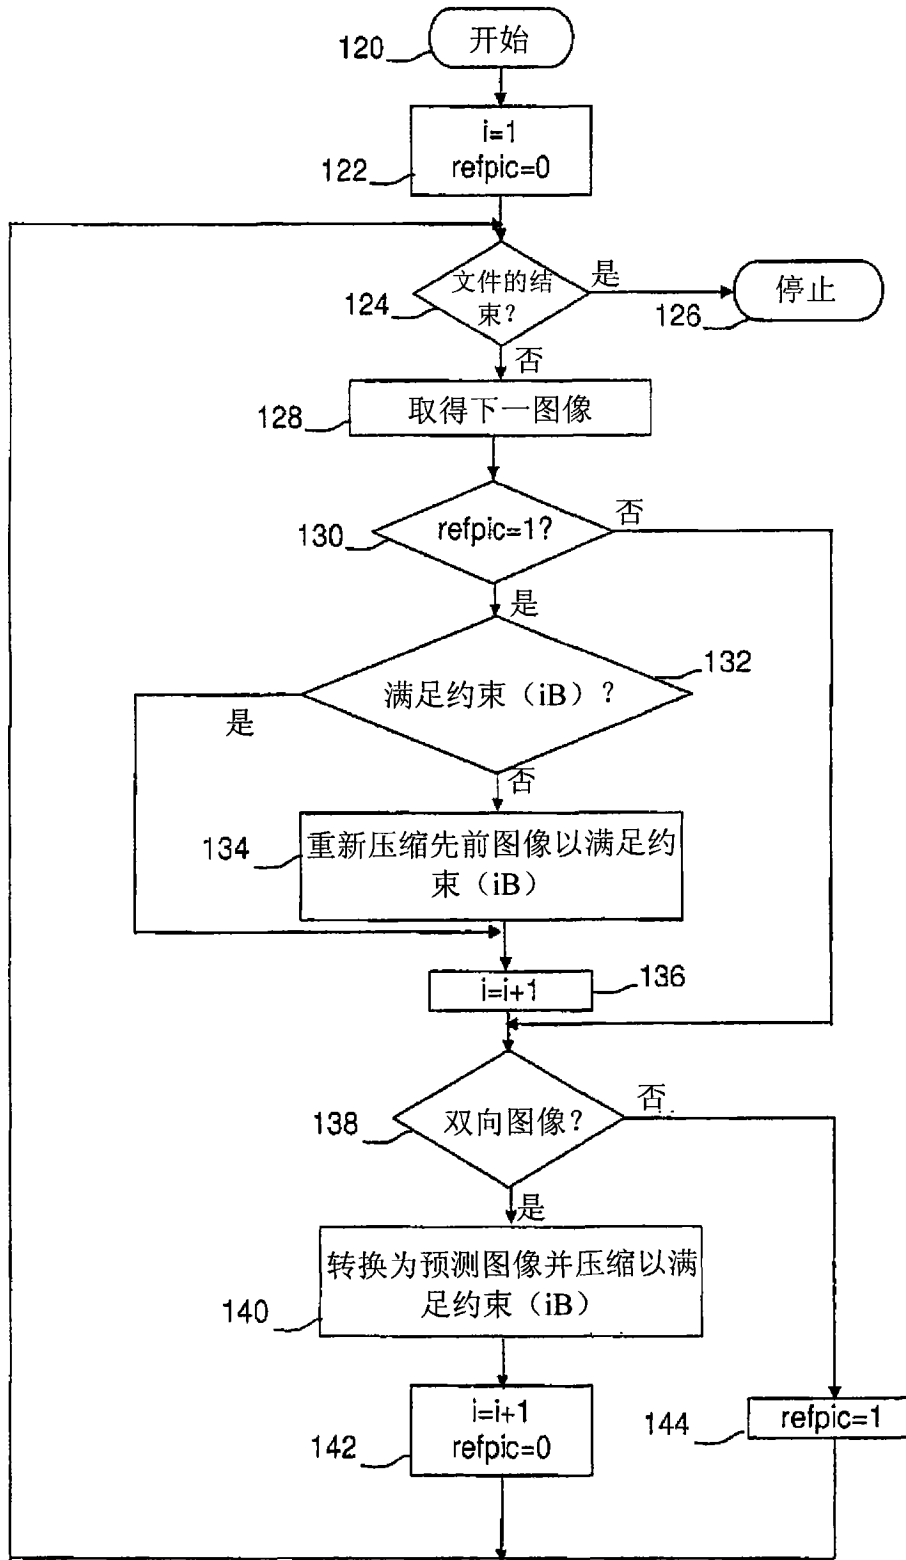 开始
120
i=1
refpic=0
122
文件的结
束?
124
是
停止
126
否
取得下一图像
128
refpic=1?
130
否
是
满足约束（iB）?
132
是
否
重新压缩先前图像以满足约
束（iB）
134
i=i+1
136
双向图像?
138
否
是
转换为预测图像并压缩以满
足约束（iB）
140
i=i+1
refpic=0
142
refpic=1
144